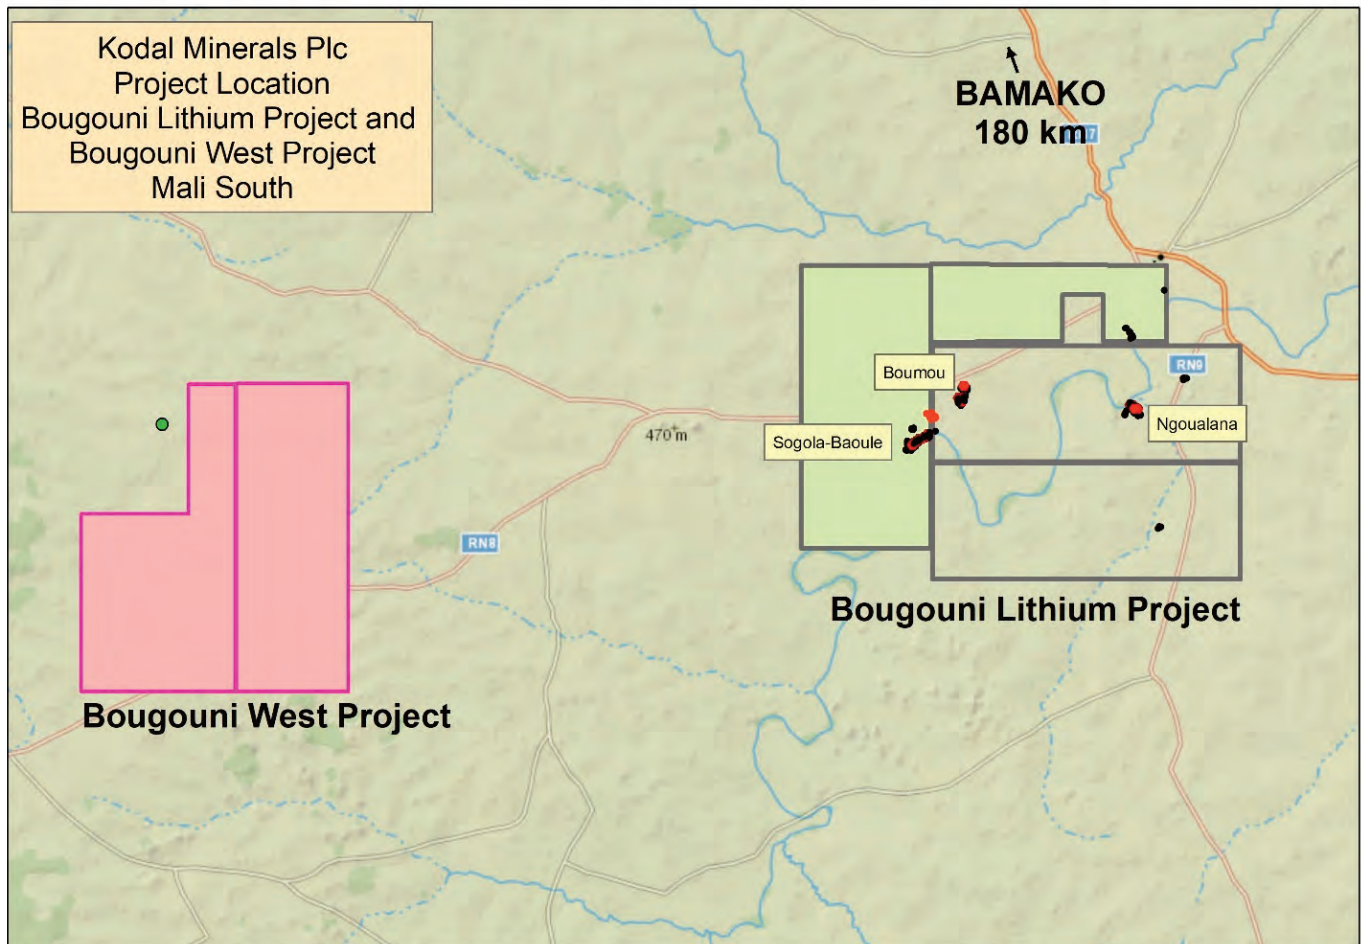 Kodal Minerals Plc
Project Location
Bougouni Lithium Project and
Bougouni West Project
Mali South
BAMAKO
180 km
Boumou
RN9
Ngoualana
Sogola-Baoule
470 m
RN8
Bougouni Lithium Project
Bougouni West Project